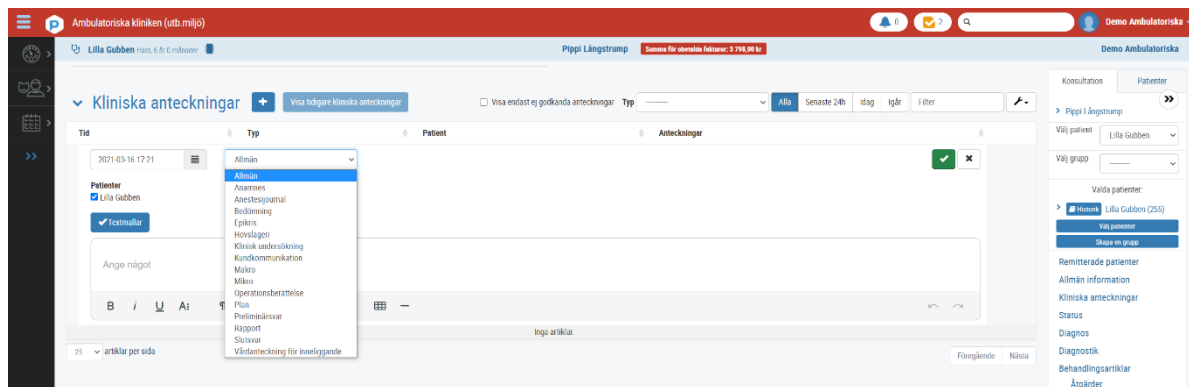 Ambulatoriska kliniken (utb.miljö)
0
2
Demo Ambulatoriska
Lilla Gubben Häst, 6 år 0 månader
Pippi Långstrump
Summa för obetalda fakturor: 5 798,00 kr
Demo Ambulatoriska
Kliniska anteckningar
Visa tidigare kliniska anteckningar
Visa endast ej godkanda anteckningar
Typ
----------
Alla
Senaste 24h
Idag
Igår
Filter
Tid
Typ
Patient
Anteckningar
2021-03-16 17:21
Allmän
Allmän
Anamnes
Anestesijournal
Bedömning
Epikris
Hovslageri
Klinisk undersökning
Kundkommunikation
Makro
Mikro
Operationsberättelse
Plan
Preliminärsvar
Rapport
Slutsvar
Vårdanteckning för inneliggande
Patienter
Lilla Gubben
Textmallar
Ange något
B I U A
Inga artiklar.
25 artiklar per sida
Föregående
Nästa
Konsultation
Patienter
Pippi Långstrump
Välj patient
Lilla Gubben
Välj grupp
----------
Valda patienter:
Historik Lilla Gubben (255)
Välj patienter
Skapa en grupp
Remitterade patienter
Allmän information
Kliniska anteckningar
Status
Diagnos
Diagnostik
Behandlingsartiklar
Åtgärder